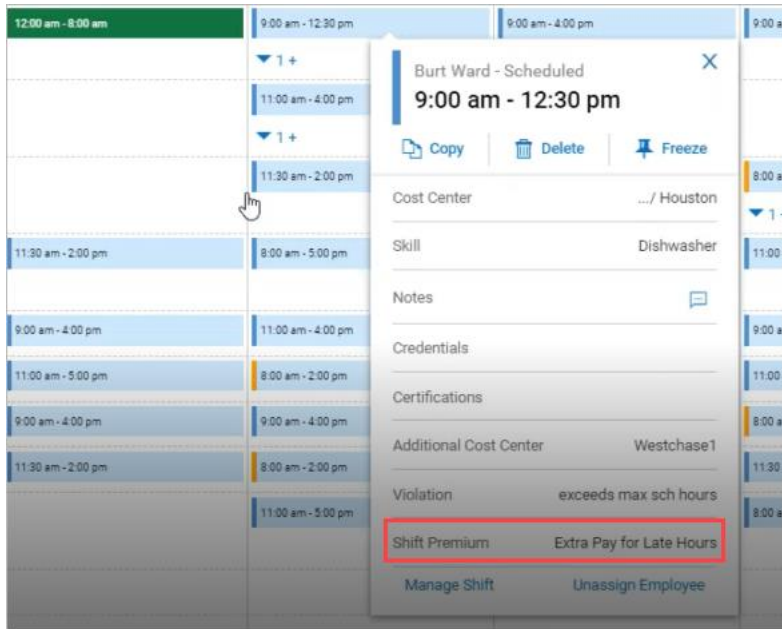 12:00 am - 8:00 am
9:00 am - 12:30 pm
9:00 am - 4:00 pm
9:00 a
1 +
11:00 am - 4:00 pm
1 +
11:30 am - 2:00 pm
8:00 a
1
11:30 am - 2:00 pm
8:00 am - 5:00 pm
11:00
9:00 am - 4:00 pm
11:00 am - 4:00 pm
9:00 a
11:00 am - 5:00 pm
8:00 am - 2:00 pm
11:00
9:00 am - 4:00 pm
9:00 am - 4:00 pm
8:00 a
11:30 am - 2:00 pm
8:00 am - 2:00 pm
11:30
11:00 am - 5:00 pm
8:00 a
Burt Ward - Scheduled
9:00 am - 12:30 pm
Copy
Delete
Freeze
Cost Center .../ Houston
Skill Dishwasher
Notes
Credentials
Certifications
Additional Cost Center Westchase1
Violation exceeds max sch hours
Shift Premium Extra Pay for Late Hours
Manage Shift Unassign Employee